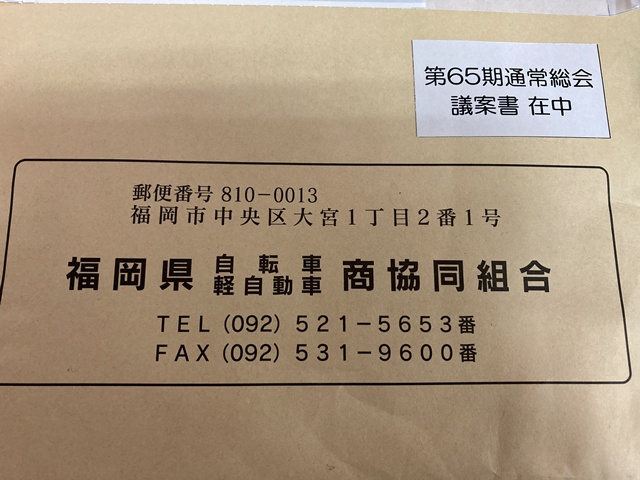 第65期通常総会
議案書 在中
郵便番号 810-0013
福岡市中央区大宮1丁目2番1号
福岡県 自転車 軽自動車 商協同組合
TEL(092)521-5653番
FAX(092)531-9600番